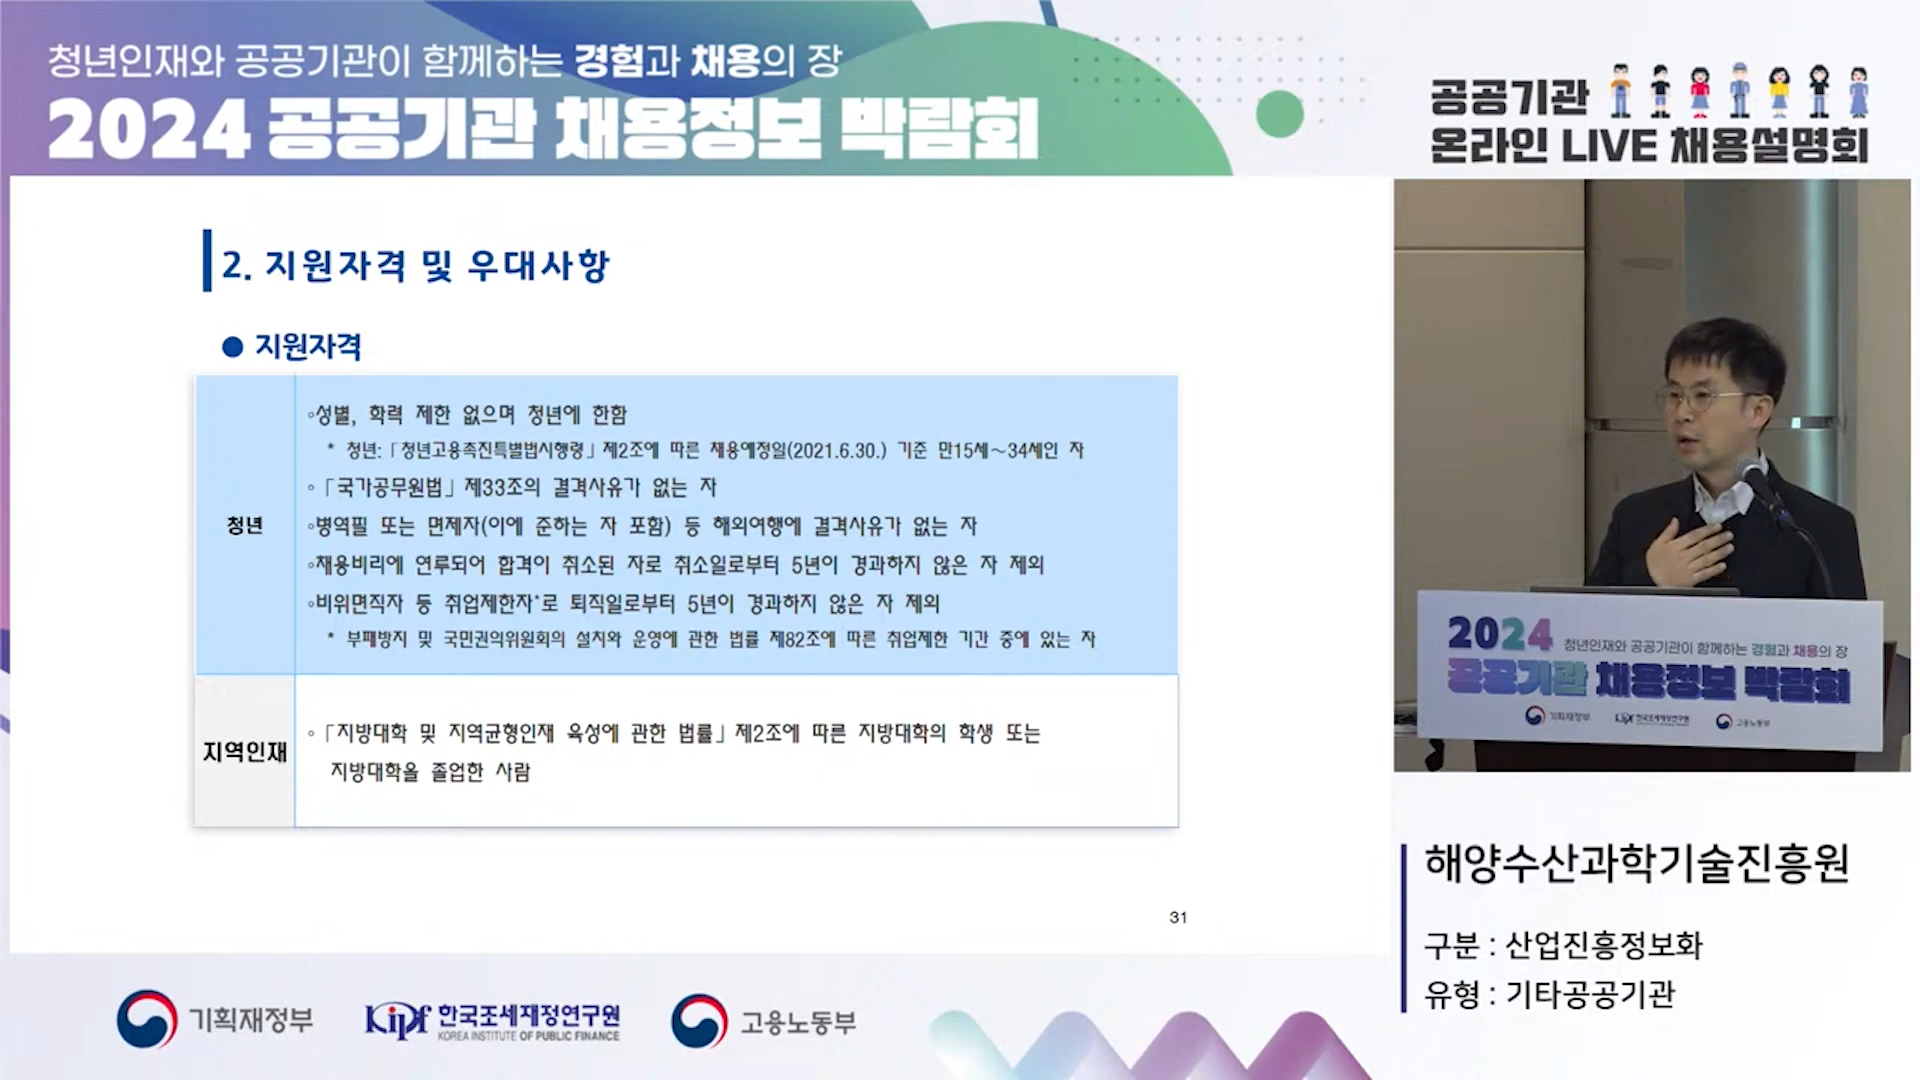 청년인재와 공공기관이 함께하는 경험과 채용의 장
2024 공공기관 채용정보 박람회
공공기관
온라인 LIVE 채용설명회
2. 지원자격 및 우대사항
● 지원자격
청년
◦성별, 학력 제한 없으며 청년에 한함
* 청년:「청년고용촉진특별법시행령」제2조에 따른 채용예정일(2021.6.30.) 기준 만15세~34세인 자
◦「국가공무원법」제33조의 결격사유가 없는 자
◦병역필 또는 면제자(이에 준하는 자 포함) 등 해외여행에 결격사유가 없는 자
◦채용비리에 연루되어 합격이 취소된 자로 취소일로부터 5년이 경과하지 않은 자 제외
◦비위면직자 등 취업제한자*로 퇴직일로부터 5년이 경과하지 않은 자 제외
* 부패방지 및 국민권익위원회의 설치와 운영에 관한 법률 제82조에 따른 취업제한 기간 중에 있는 자
지역인재
◦「지방대학 및 지역균형인재 육성에 관한 법률」제2조에 따른 지방대학의 학생 또는
지방대학을 졸업한 사람
31
2024 청년인재와 공공기관이 함께하는 경험과 채용의 장
공공기관 채용정보 박람회
기획재정부 Kipf 한국조세재정연구원 고용노동부
해양수산과학기술진흥원
구분 : 산업진흥정보화
유형 : 기타공공기관
기획재정부
Kipf 한국조세재정연구원
KOREA INSTITUTE OF PUBLIC FINANCE
고용노동부